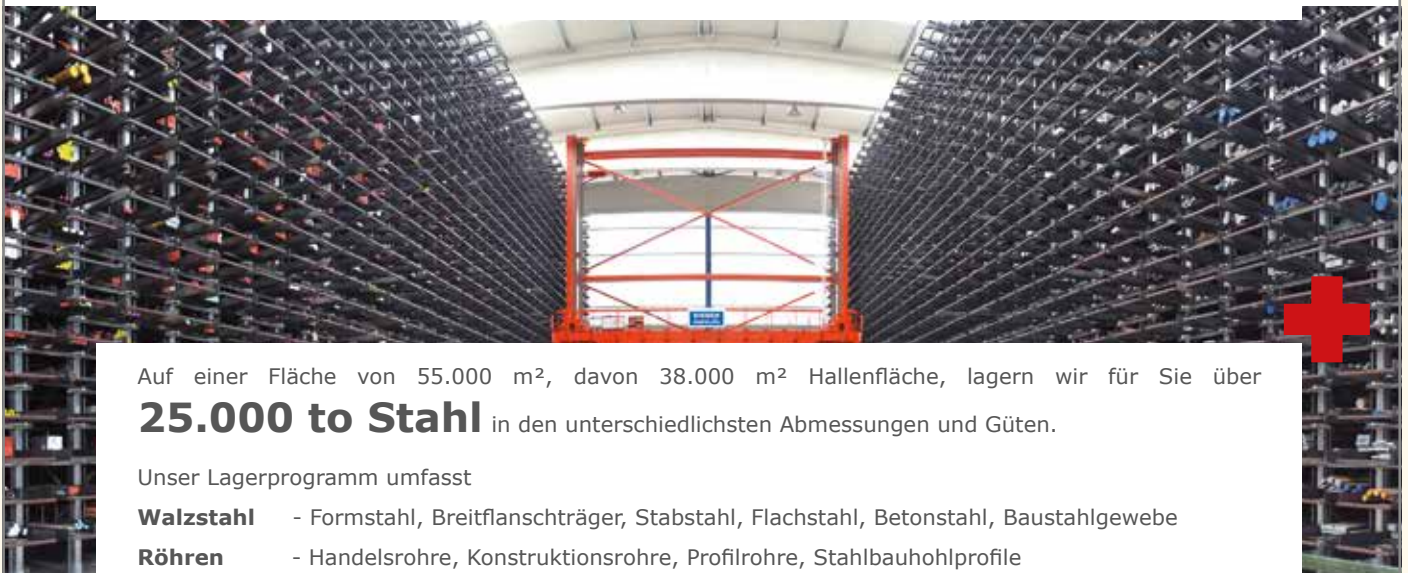 Auf einer Fläche von 55.000 m², davon 38.000 m² Hallenfläche, lagern wir für Sie über
25.000 to Stahl in den unterschiedlichsten Abmessungen und Güten.
Unser Lagerprogramm umfasst
Walzstahl - Formstahl, Breitflanschträger, Stabstahl, Flachstahl, Betonstahl, Baustahlgewebe
Röhren - Handelsrohre, Konstruktionsrohre, Profilrohre, Stahlbauhohlprofile